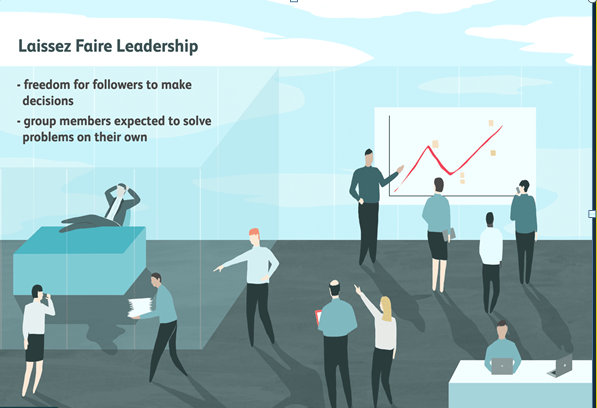 Laissez Faire Leadership
- freedom for followers to make
decisions
- group members expected to solve
problems on their own